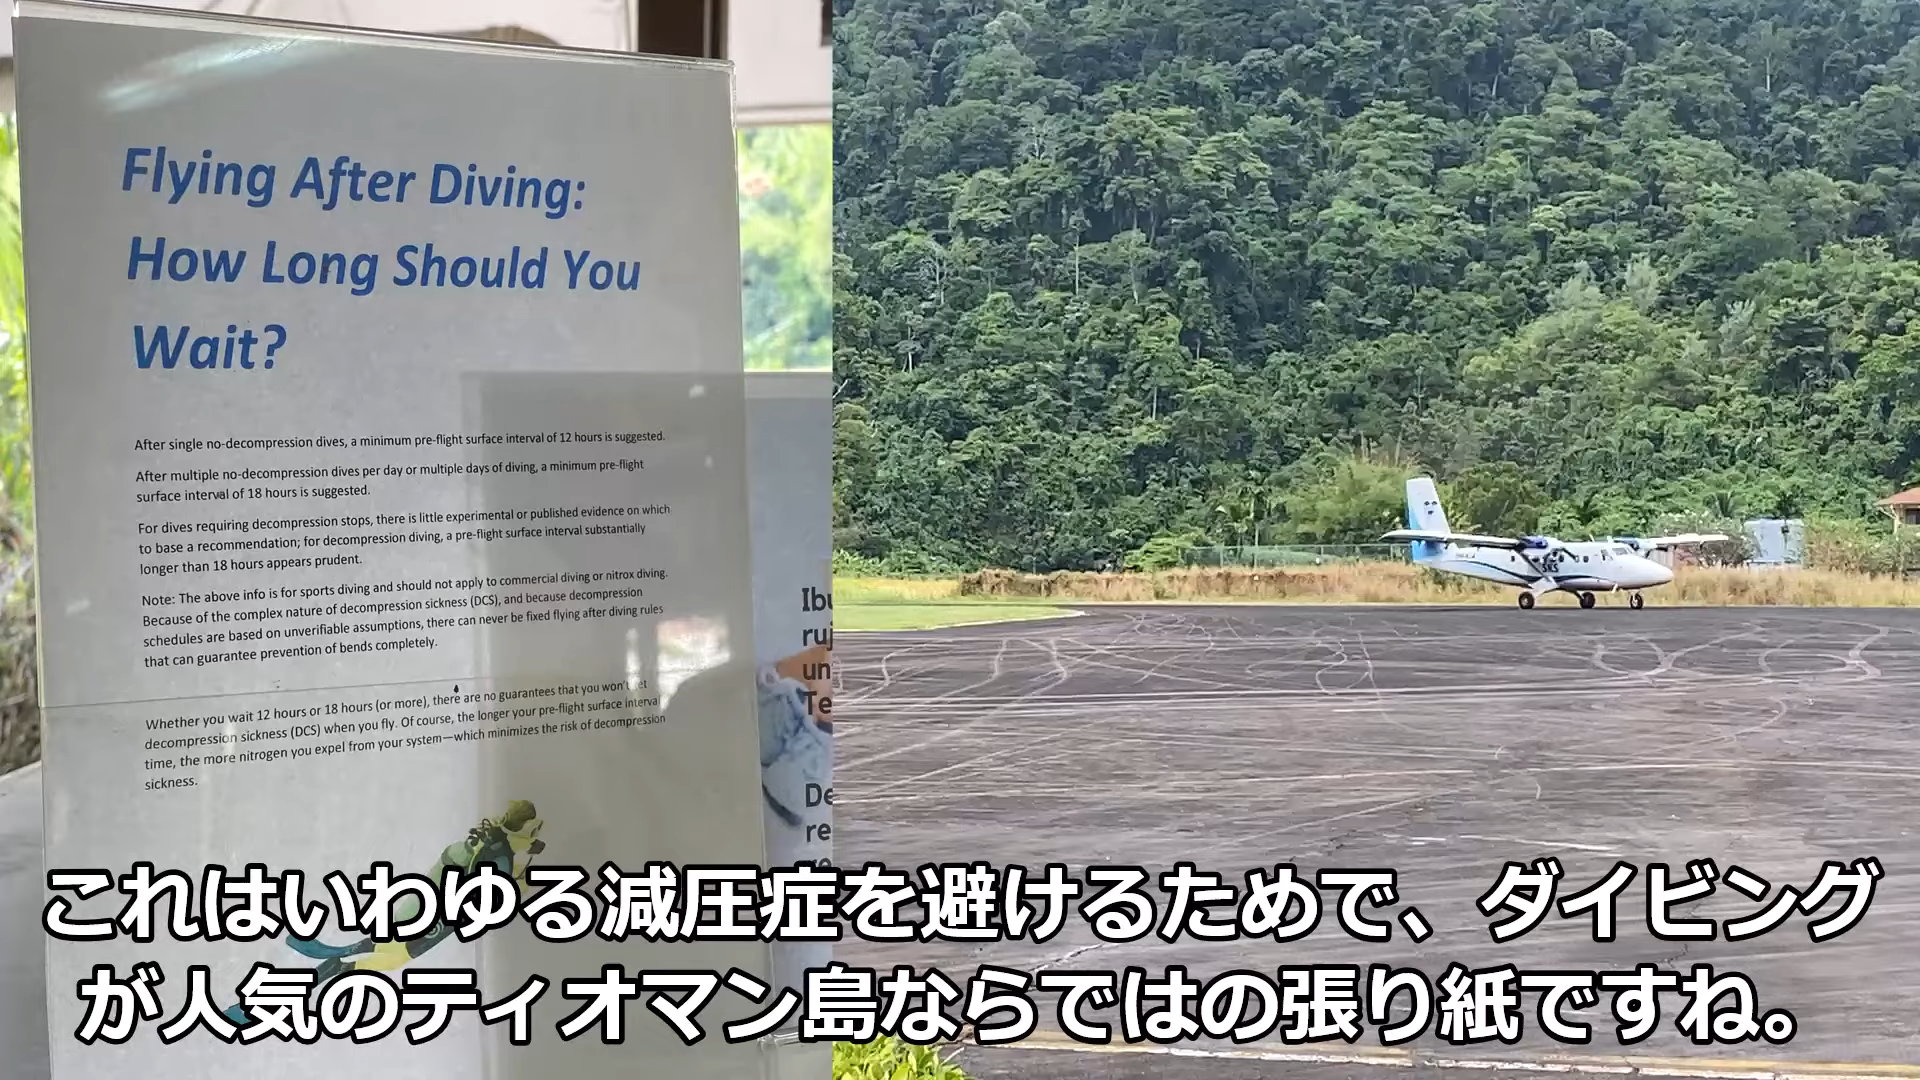 Flying After Diving:
How Long Should You
Wait?
After single no-decompression dives, a minimum pre-flight surface interval of 12 hours is suggested.
After multiple no-decompression dives per day or multiple days of diving, a minimum pre-flight
surface interval of 18 hours is suggested.
For dives requiring decompression stops, there is little experimental or published evidence on which
to base a recommendation; for decompression diving, a pre-flight surface interval substantially
longer than 18 hours appears prudent.
Note: The above info is for sports diving and should not apply to commercial diving or nitrox diving.
Because of the complex nature of decompression sickness (DCS), and because decompression
schedules are based on unverifiable assumptions, there can never be fixed flying after diving rules
that can guarantee prevention of bends completely.
Whether you wait 12 hours or 18 hours (or more), there are no guarantees that you won't get
decompression sickness (DCS) when you fly. Of course, the longer your pre-flight surface interval
time, the more nitrogen you expel from your system—which minimizes the risk of decompression
sickness.
Ibu
ruj
un
Te
De
re
SKS
これはいわゆる減圧症を避けるためで、ダイビング
が人気のティオマン島ならではの張り紙ですね。